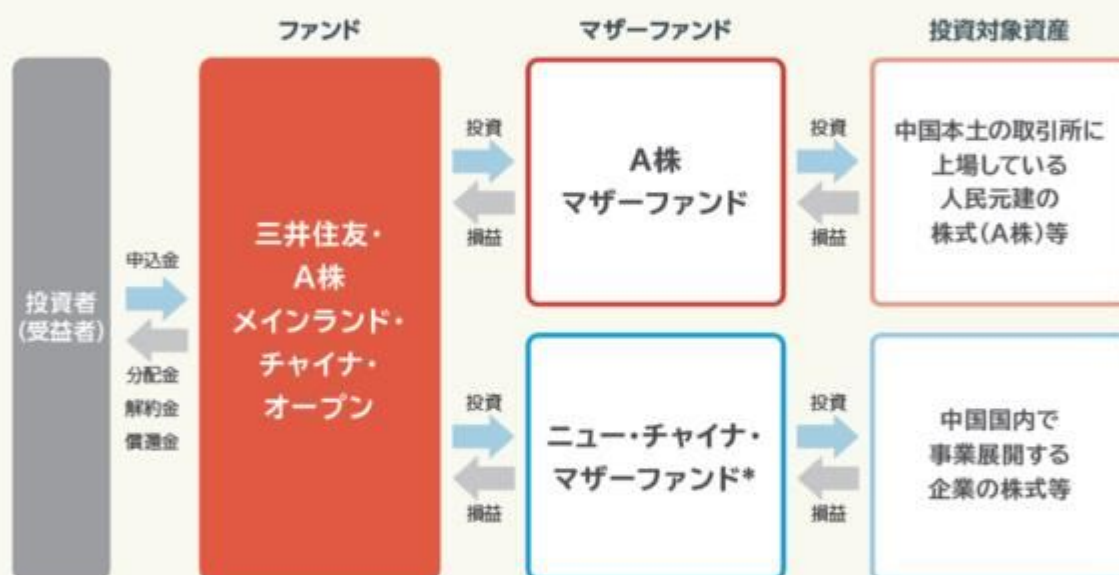 ファンド
マザーファンド
投資対象資産
投資者
(受益者)
申込金
分配金
解約金
償還金
三井住友・
A株
メインランド・
チャイナ・
オープン
投資
損益
A株
マザーファンド
投資
損益
中国本土の取引所に
上場している
人民元建の
株式(A株)等
投資
損益
ニュー・チャイナ・
マザーファンド*
投資
損益
中国国内で
事業展開する
企業の株式等